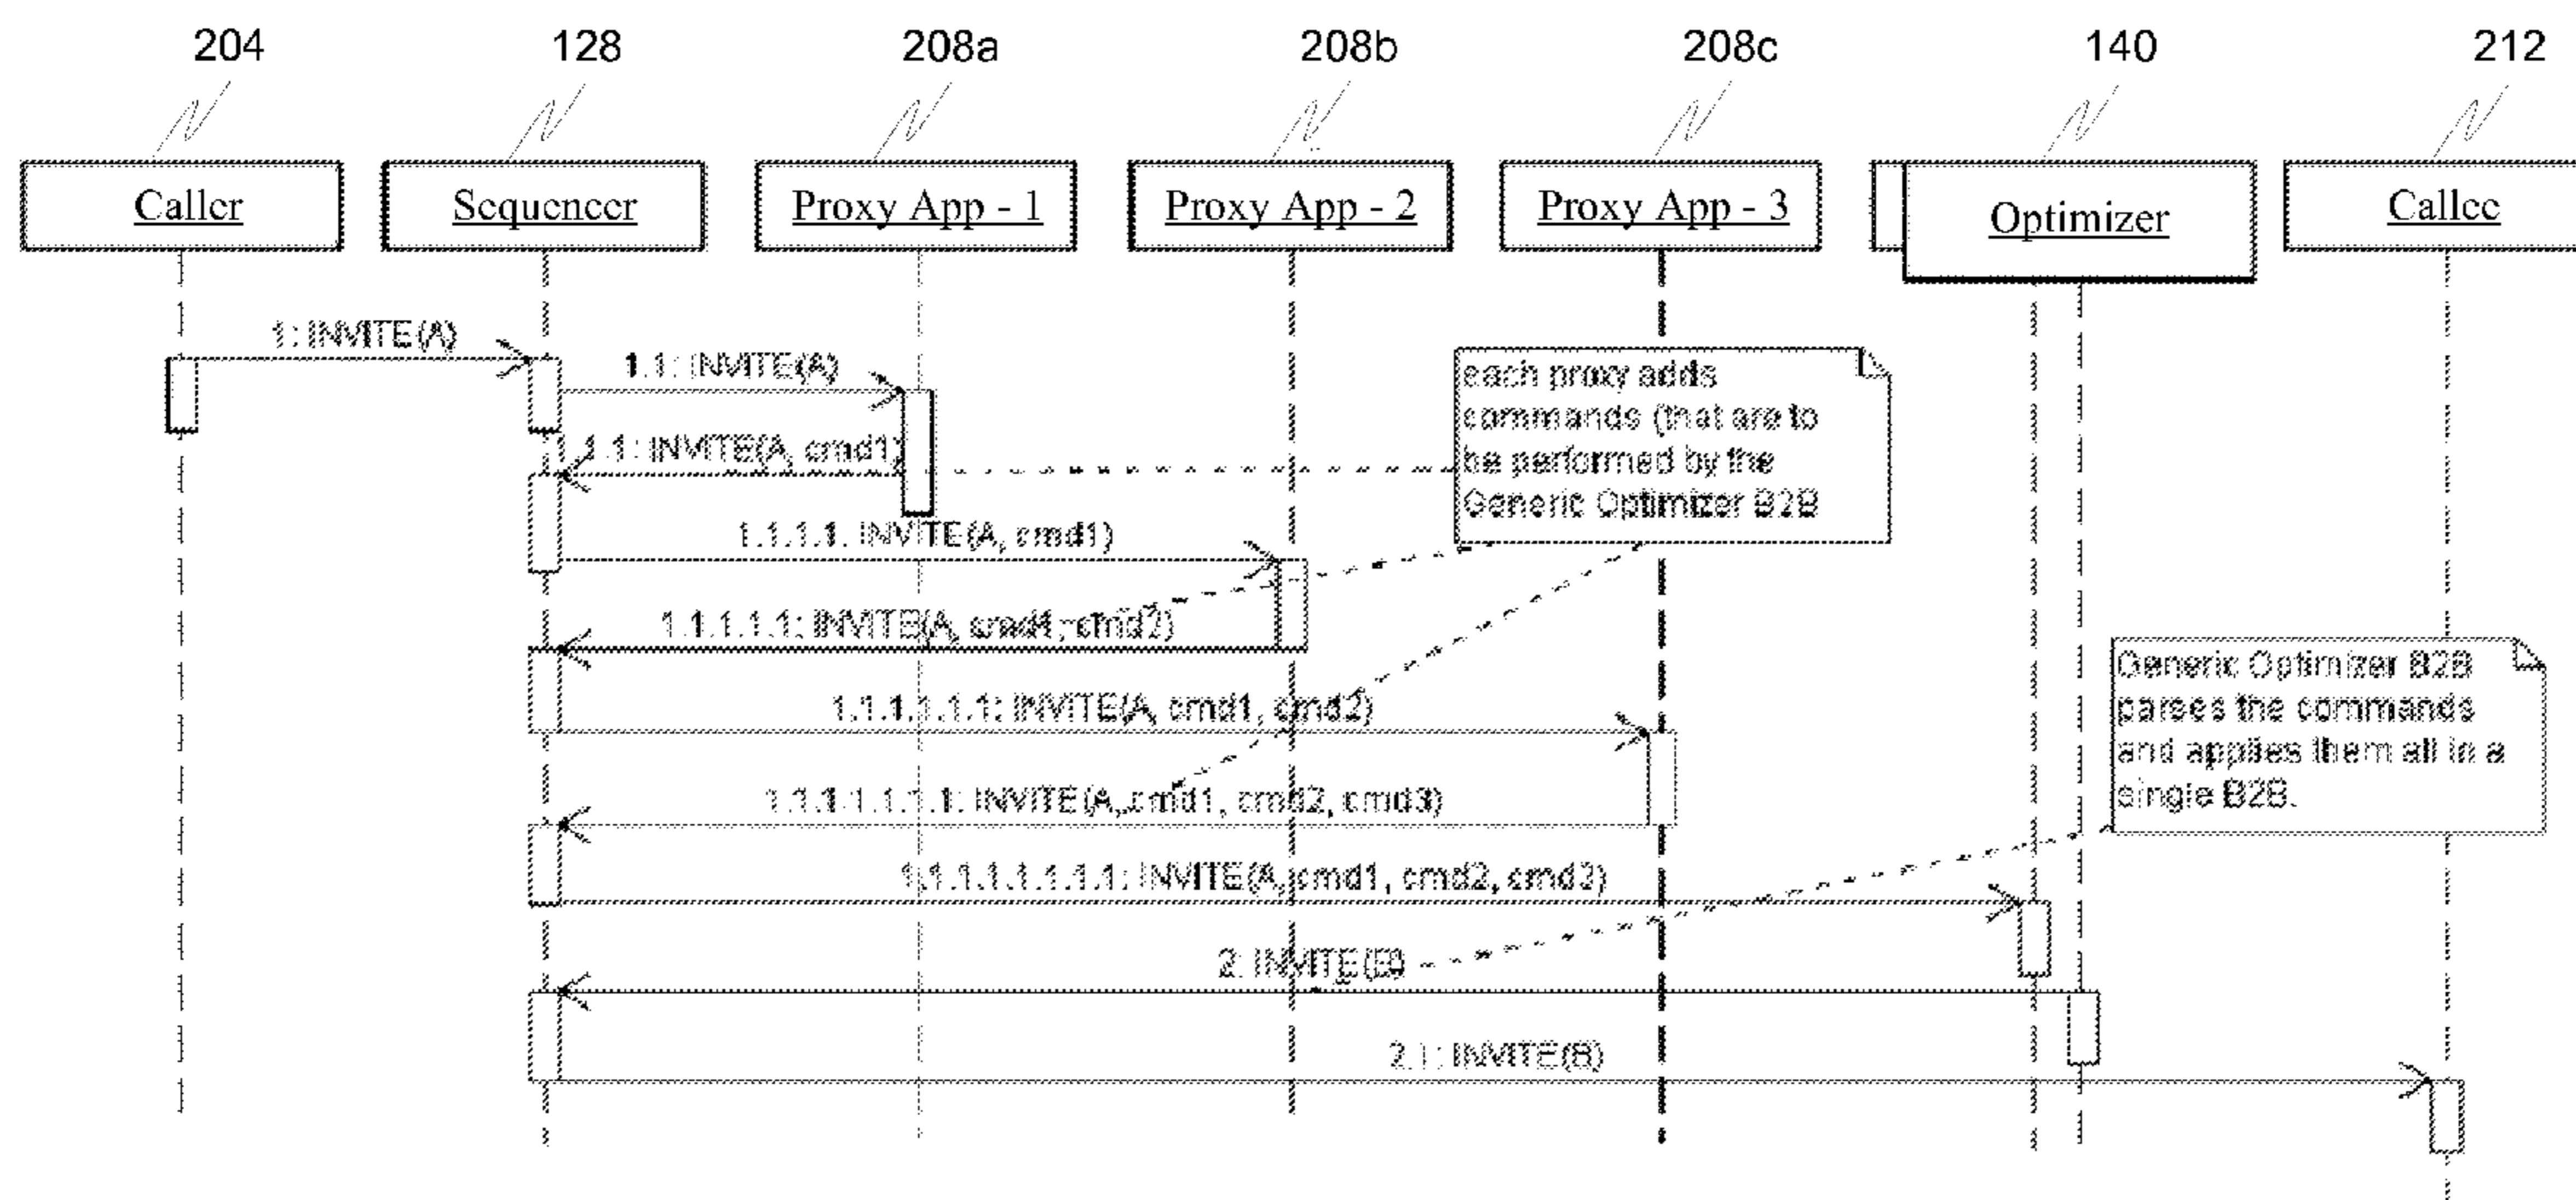 204
128
208a
208b
208c
140
212
Caller
Sequencer
Proxy App - 1
Proxy App - 2
Proxy App - 3
Optimizer
Callee
1: INVITE(A)
1.1: INVITE(A)
each proxy adds
commands (that are to
be performed by the
Generic Optimizer B2B
1.1: INVITE(A, cmd1)
1.1.1.1. INVITE(A, cmd1)
1.1.1.1.1: INVITE(A, cmd1, cmd2)
Generic Optimizer B2B
parses the commands
and applies them all in a
single B2B.
1.1.1.1.1.1: INVITE(A, cmd1, cmd2)
1.1.1.1.1.1.1: INVITE(A, cmd1, cmd2, cmd3)
1.1.1.1.1.1.1.1: INVITE(A, cmd1, cmd2, cmd3)
2: INVITE(B)
2.1: INVITE(B)